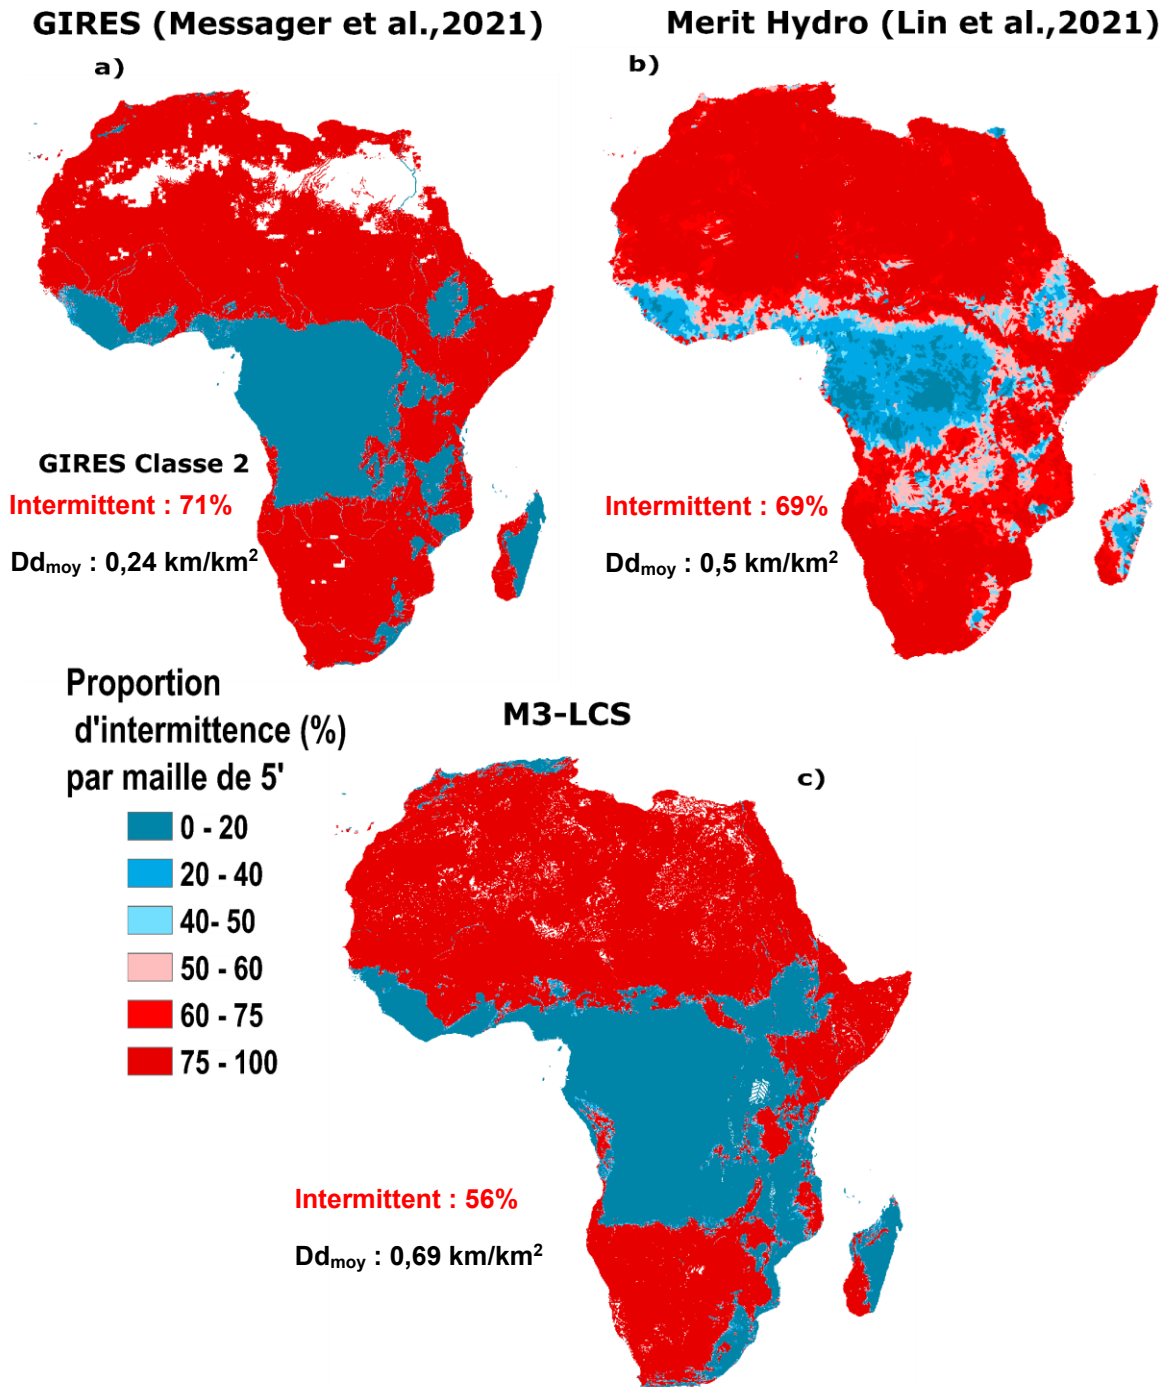 GIRES (Messager et al.,2021)
Merit Hydro (Lin et al.,2021)
a)
b)
GIRES Classe 2
Intermittent : 71%
Ddmoy : 0,24 km/km²
Intermittent : 69%
Ddmoy : 0,5 km/km²
Proportion
d'intermittence (%)
par maille de 5'
0 - 20
20 - 40
40- 50
50 - 60
60 - 75
75 - 100
M3-LCS
c)
Intermittent : 56%
Ddmoy : 0,69 km/km²